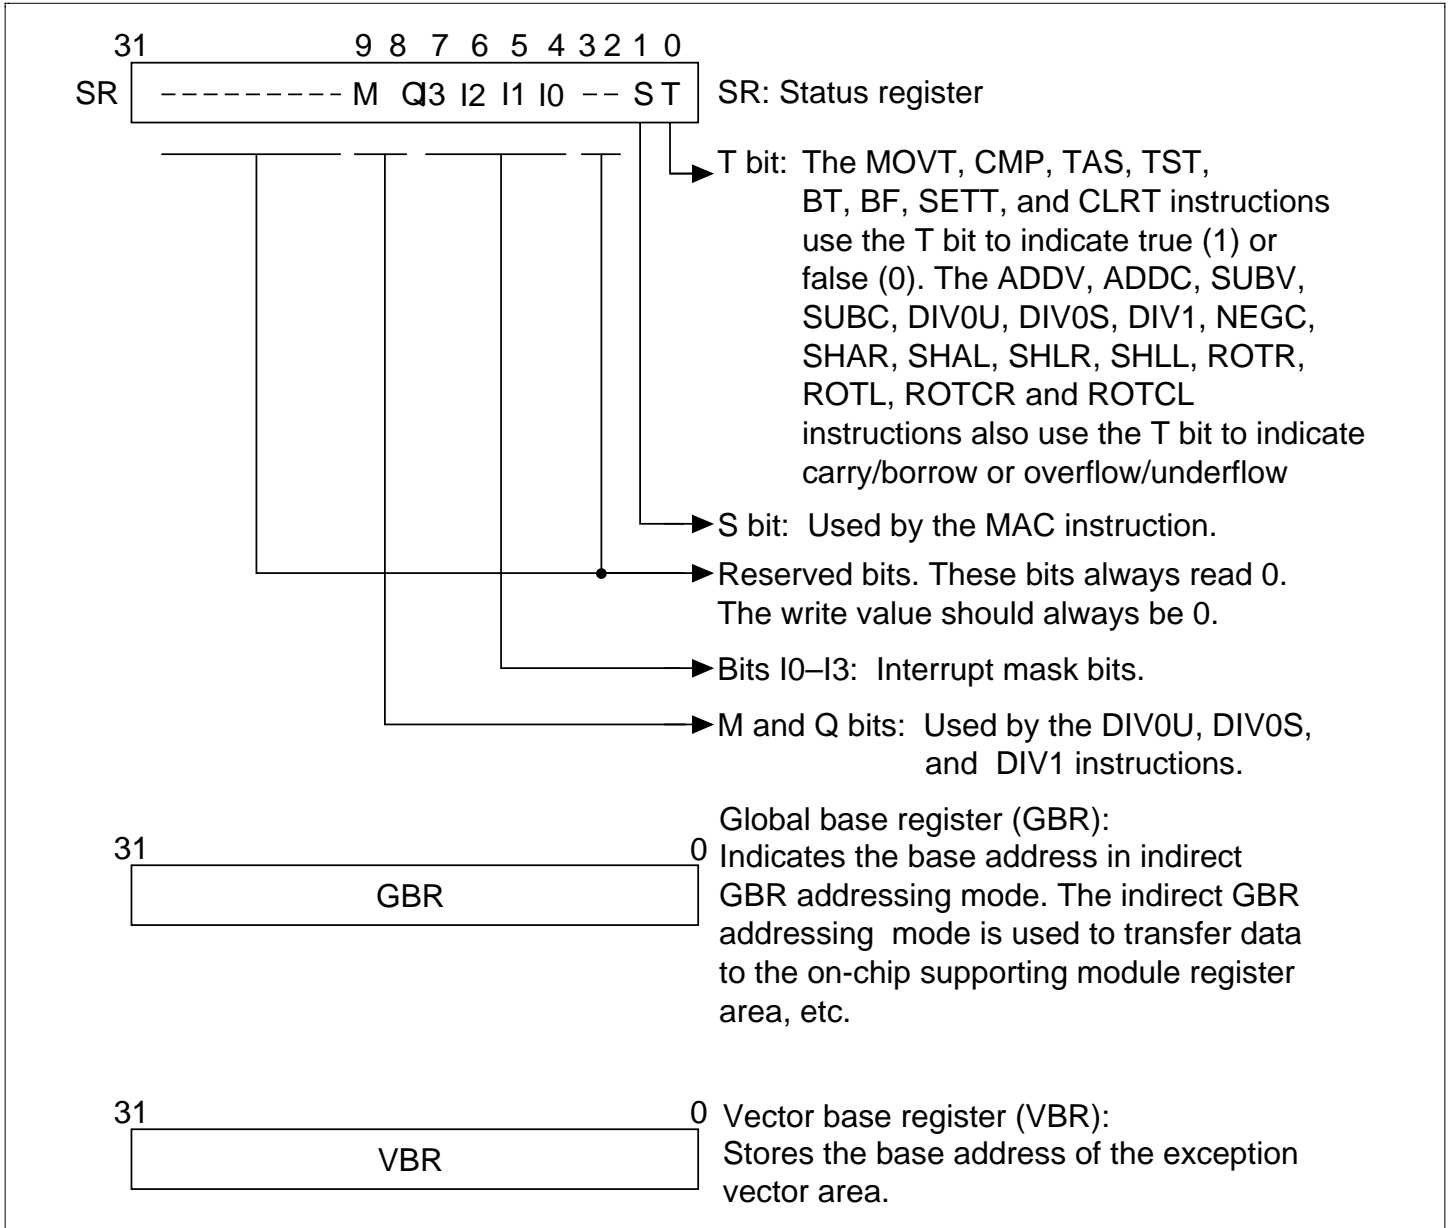 31 9 8 7 6 5 4 3 2 1 0
SR --------- M Q I3 I2 I1 I0 -- S T SR: Status register
T bit: The MOVT, CMP, TAS, TST,
BT, BF, SETT, and CLRT instructions
use the T bit to indicate true (1) or
false (0). The ADDV, ADDC, SUBV,
SUBC, DIV0U, DIV0S, DIV1, NEGC,
SHAR, SHAL, SHLR, SHLL, ROTR,
ROTL, ROTCR and ROTCL
instructions also use the T bit to indicate
carry/borrow or overflow/underflow
S bit: Used by the MAC instruction.
Reserved bits. These bits always read 0.
The write value should always be 0.
Bits I0–I3: Interrupt mask bits.
M and Q bits: Used by the DIV0U, DIV0S,
and DIV1 instructions.
31 0
GBR
Global base register (GBR):
Indicates the base address in indirect
GBR addressing mode. The indirect GBR
addressing mode is used to transfer data
to the on-chip supporting module register
area, etc.
31 0
VBR
Vector base register (VBR):
Stores the base address of the exception
vector area.